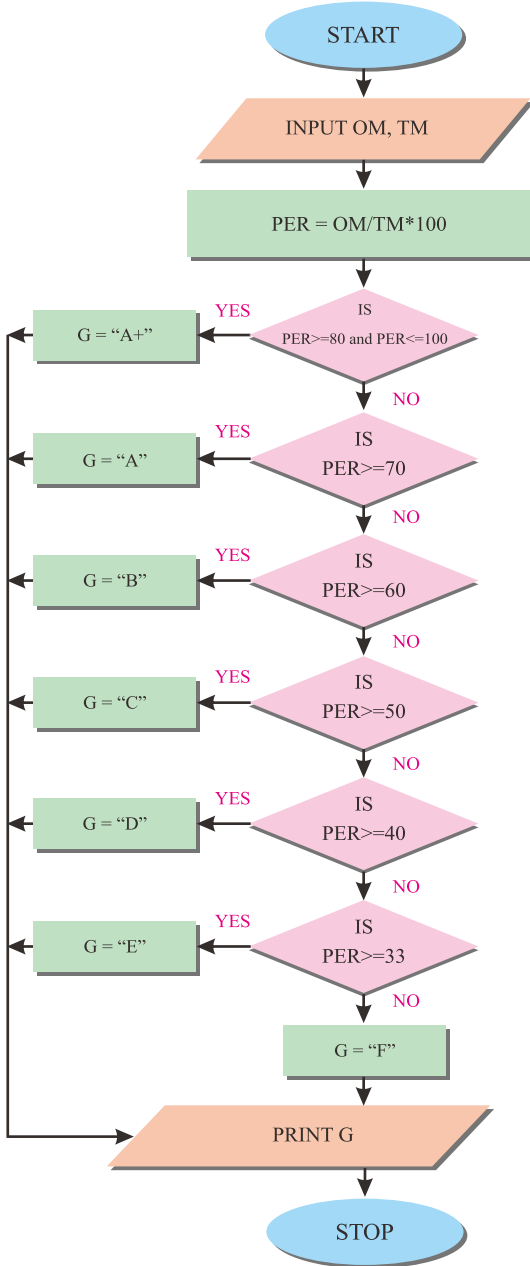 START
INPUT OM, TM
PER = OM/TM*100
IS
PER>=80 and PER<=100
YES
G = “A+”
NO
IS
PER>=70
YES
G = “A”
NO
IS
PER>=60
YES
G = “B”
NO
IS
PER>=50
YES
G = “C”
NO
IS
PER>=40
YES
G = “D”
NO
IS
PER>=33
YES
G = “E”
NO
G = “F”
PRINT G
STOP